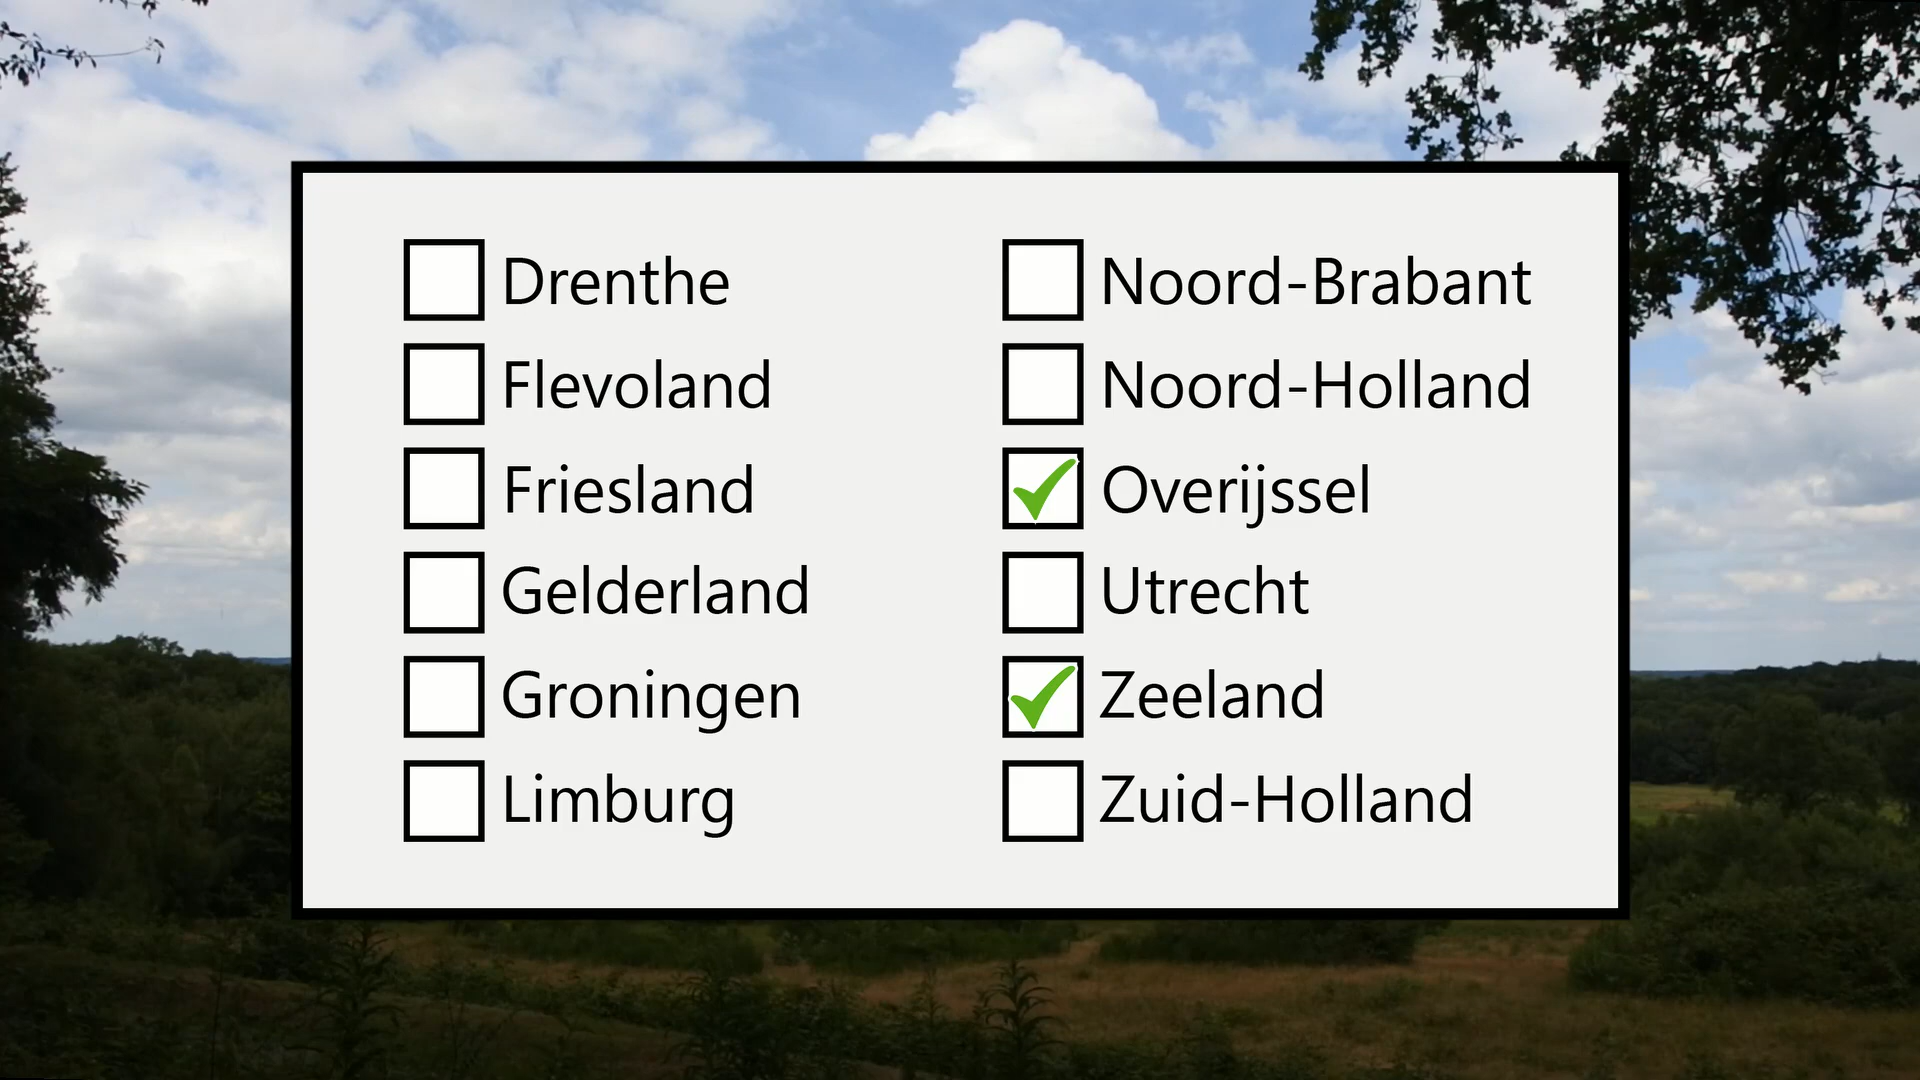 Drenthe
Flevoland
Friesland
Gelderland
Groningen
Limburg
Noord-Brabant
Noord-Holland
Overijssel
Utrecht
Zeeland
Zuid-Holland